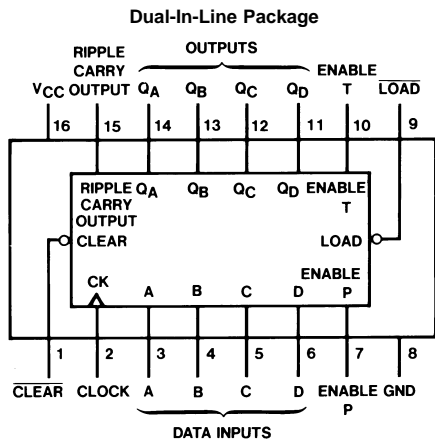 Dual-In-Line Package
RIPPLE CARRY OUTPUT
OUTPUTS
VCC QA QB QC QD ENABLE T LOAD
16 15 14 13 12 11 10 9
RIPPLE CARRY OUTPUT QA QB QC QD ENABLE T
CLEAR LOAD
CK A B C D ENABLE P
1 2 3 4 5 6 7 8
CLEAR CLOCK A B C D ENABLE P GND
DATA INPUTS